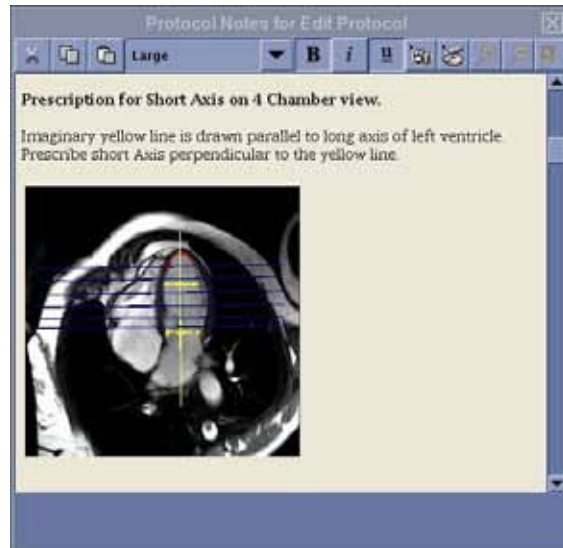 Protocol Notes for Edit Protocol
Large
B
i
u
Prescription for Short Axis on 4 Chamber view.
Imaginary yellow line is drawn parallel to long axis of left ventricle.
Prescribe short Axis perpendicular to the yellow line.